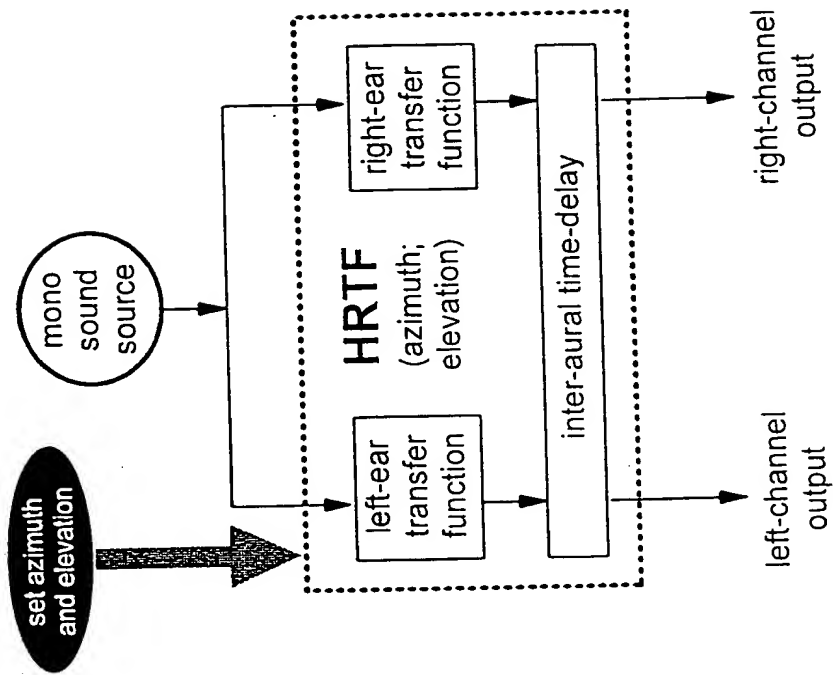 set azimuth
and elevation
mono
sound
source
left-ear
transfer
function
HRTF
(azimuth;
elevation)
right-ear
transfer
function
inter-aural time-delay
left-channel
output
right-channel
output